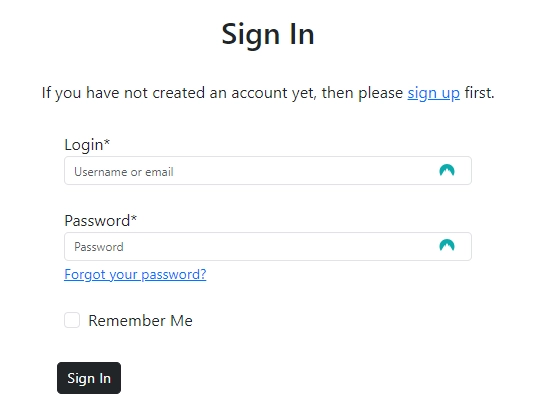 Sign In
If you have not created an account yet, then please sign up first.
Login*
Username or email
Password*
Password
Forgot your password?
Remember Me
Sign In